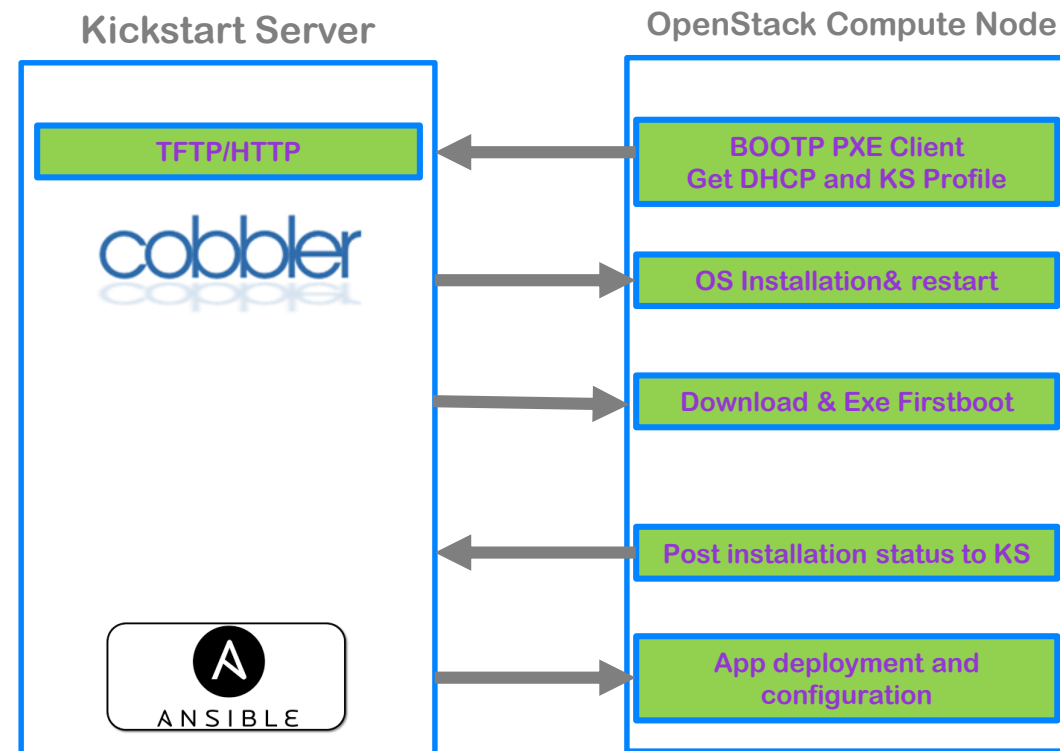 Kickstart Server
OpenStack Compute Node
TFTP/HTTP
cobbler
BOOTP PXE Client
Get DHCP and KS Profile
OS Installation& restart
Download & Exe Firstboot
Post installation status to KS
ANSIBLE
App deployment and
configuration